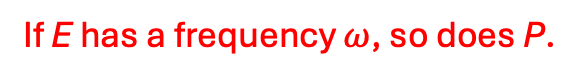 If E has a frequency ω, so does P.